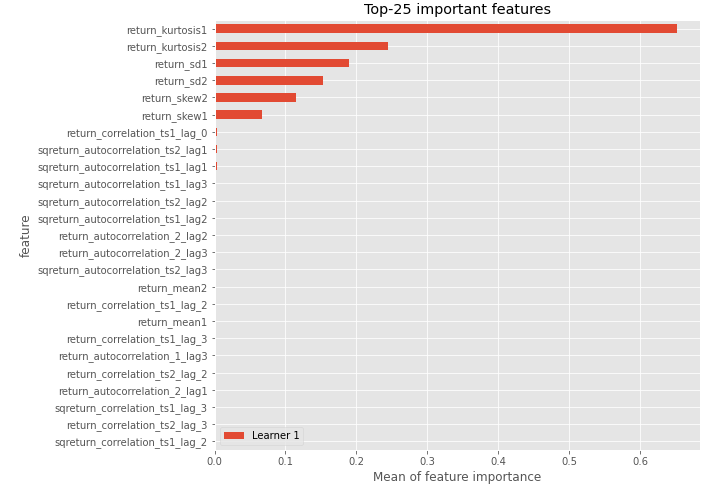 Top-25 important features
return_kurtosis1
return_kurtosis2
return_sd1
return_sd2
return_skew2
return_skew1
return_correlation_ts1_lag_0
sqreturn_autocorrelation_ts2_lag1
sqreturn_autocorrelation_ts1_lag1
sqreturn_autocorrelation_ts1_lag3
sqreturn_autocorrelation_ts2_lag2
sqreturn_autocorrelation_ts1_lag2
return_autocorrelation_2_lag2
return_autocorrelation_2_lag3
sqreturn_autocorrelation_ts2_lag3
return_mean2
return_correlation_ts1_lag_2
return_mean1
return_correlation_ts1_lag_3
return_autocorrelation_1_lag3
return_correlation_ts2_lag_2
return_autocorrelation_2_lag1
sqreturn_correlation_ts1_lag_3
return_correlation_ts2_lag_3
sqreturn_correlation_ts1_lag_2
feature
Learner 1
0.0 0.1 0.2 0.3 0.4 0.5 0.6
Mean of feature importance